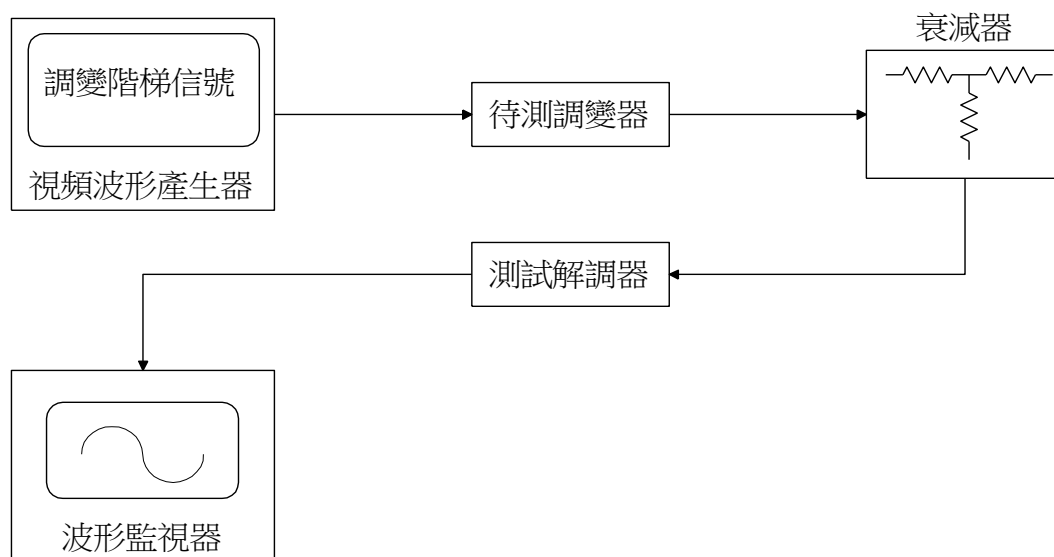 衰減器
調變階梯信號
待測調變器
視頻波形產生器
測試解調器
波形監視器